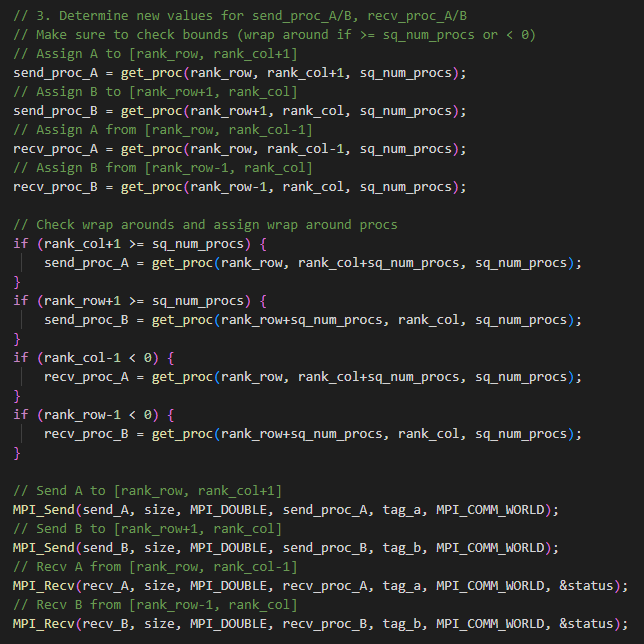 // 3. Determine new values for send_proc_A/B, recv_proc_A/B
// Make sure to check bounds (wrap around if >= sq_num_procs or < 0)
// Assign A to [rank_row, rank_col+1]
send_proc_A = get_proc(rank_row, rank_col+1, sq_num_procs);
// Assign B to [rank_row+1, rank_col]
send_proc_B = get_proc(rank_row+1, rank_col, sq_num_procs);
// Assign A from [rank_row, rank_col-1]
recv_proc_A = get_proc(rank_row, rank_col-1, sq_num_procs);
// Assign B from [rank_row-1, rank_col]
recv_proc_B = get_proc(rank_row-1, rank_col, sq_num_procs);

// Check wrap arounds and assign wrap around procs
if (rank_col+1 >= sq_num_procs) {
    send_proc_A = get_proc(rank_row, rank_col+sq_num_procs, sq_num_procs);
}
if (rank_row+1 >= sq_num_procs) {
    send_proc_B = get_proc(rank_row+sq_num_procs, rank_col, sq_num_procs);
}
if (rank_col-1 < 0) {
    recv_proc_A = get_proc(rank_row, rank_col+sq_num_procs, sq_num_procs);
}
if (rank_row-1 < 0) {
    recv_proc_B = get_proc(rank_row+sq_num_procs, rank_col, sq_num_procs);
}

// Send A to [rank_row, rank_col+1]
MPI_Send(send_A, size, MPI_DOUBLE, send_proc_A, tag_a, MPI_COMM_WORLD);
// Send B to [rank_row+1, rank_col]
MPI_Send(send_B, size, MPI_DOUBLE, send_proc_B, tag_b, MPI_COMM_WORLD);
// Recv A from [rank_row, rank_col-1]
MPI_Recv(recv_A, size, MPI_DOUBLE, recv_proc_A, tag_a, MPI_COMM_WORLD, &status);
// Recv B from [rank_row-1, rank_col]
MPI_Recv(recv_B, size, MPI_DOUBLE, recv_proc_B, tag_b, MPI_COMM_WORLD, &status);